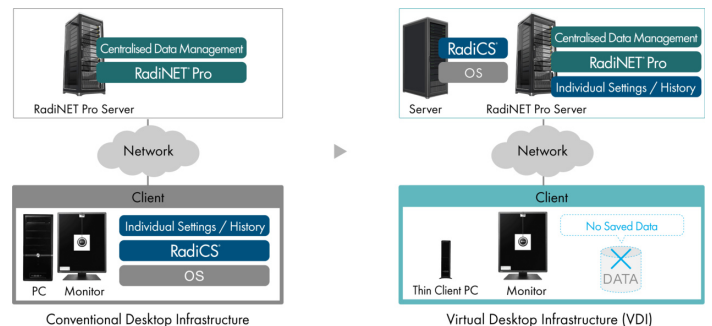 Centralised Data Management
RadiNET® Pro
RadiNET Pro Server
Network
Client
Individual Settings / History
RadiCS®
OS
PC
Monitor
Conventional Desktop Infrastructure
RadiCS®
OS
Server
Centralised Data Management
RadiNET® Pro
Individual Settings / History
RadiNET Pro Server
Network
Client
No Saved Data
DATA
Thin Client PC
Monitor
Virtual Desktop Infrastructure (VDI)